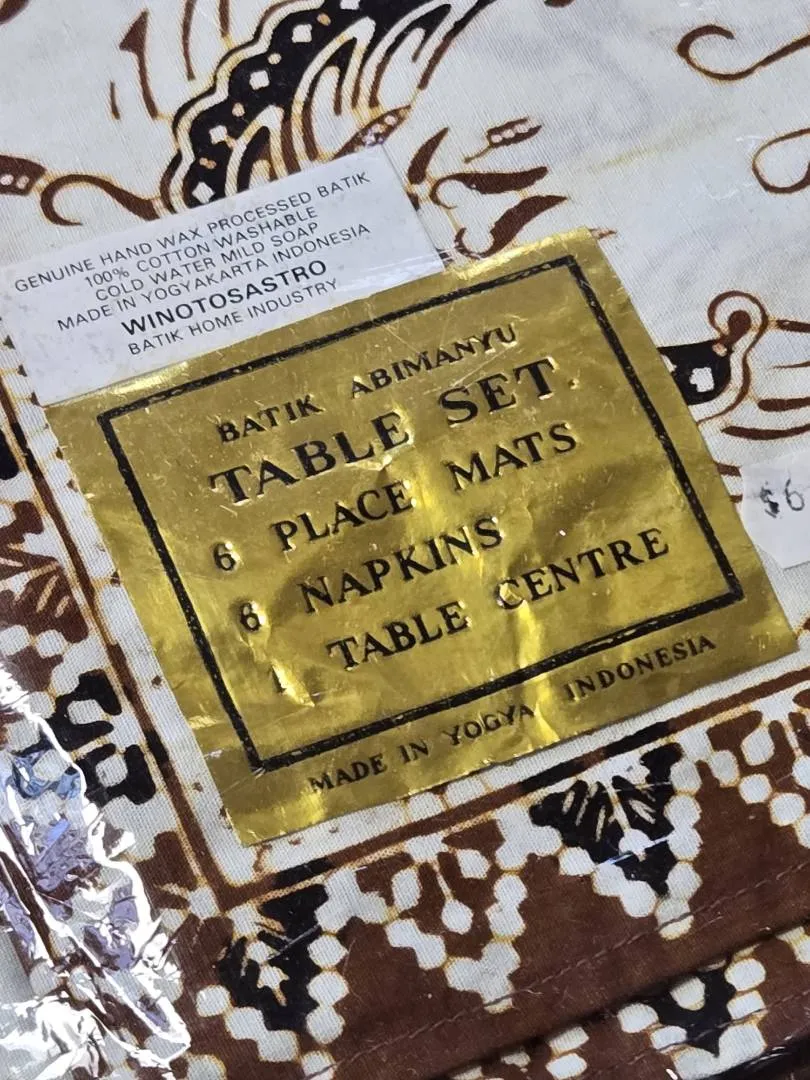 GENUINE HAND WAX PROCESSED BATIK
100% COTTON WASHABLE
COLD WATER MILD SOAP
MADE IN YOGYAKARTA INDONESIA
WINOTOSASTRO
BATIK HOME INDUSTRY
BATIK ABIMANYU
TABLE SET.
6 PLACE MATS
6 NAPKINS
1 TABLE CENTRE
MADE IN YOGYA INDONESIA
$6